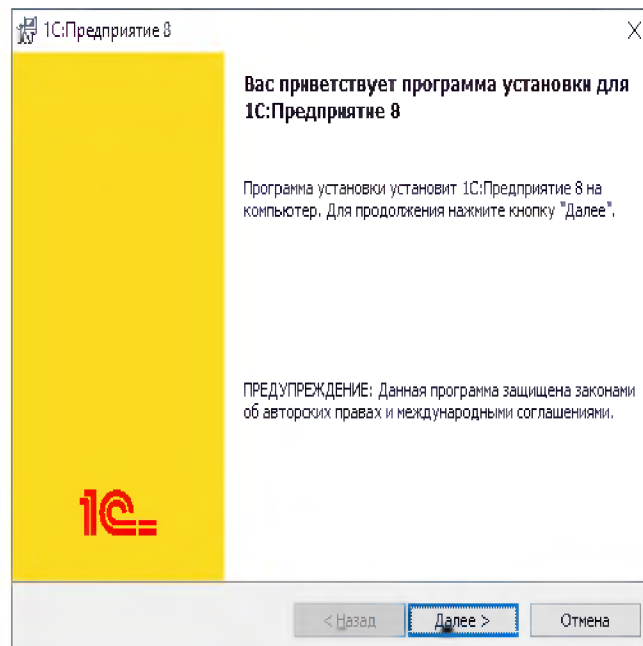 1С:Предприятие 8
Вас приветствует программа установки для
1С:Предприятие 8
Программа установки установит 1С:Предприятие 8 на
компьютер. Для продолжения нажмите кнопку "Далее".
ПРЕДУПРЕЖДЕНИЕ: Данная программа защищена законами
об авторских правах и международными соглашениями.
1С
< Назад
Далее >
Отмена